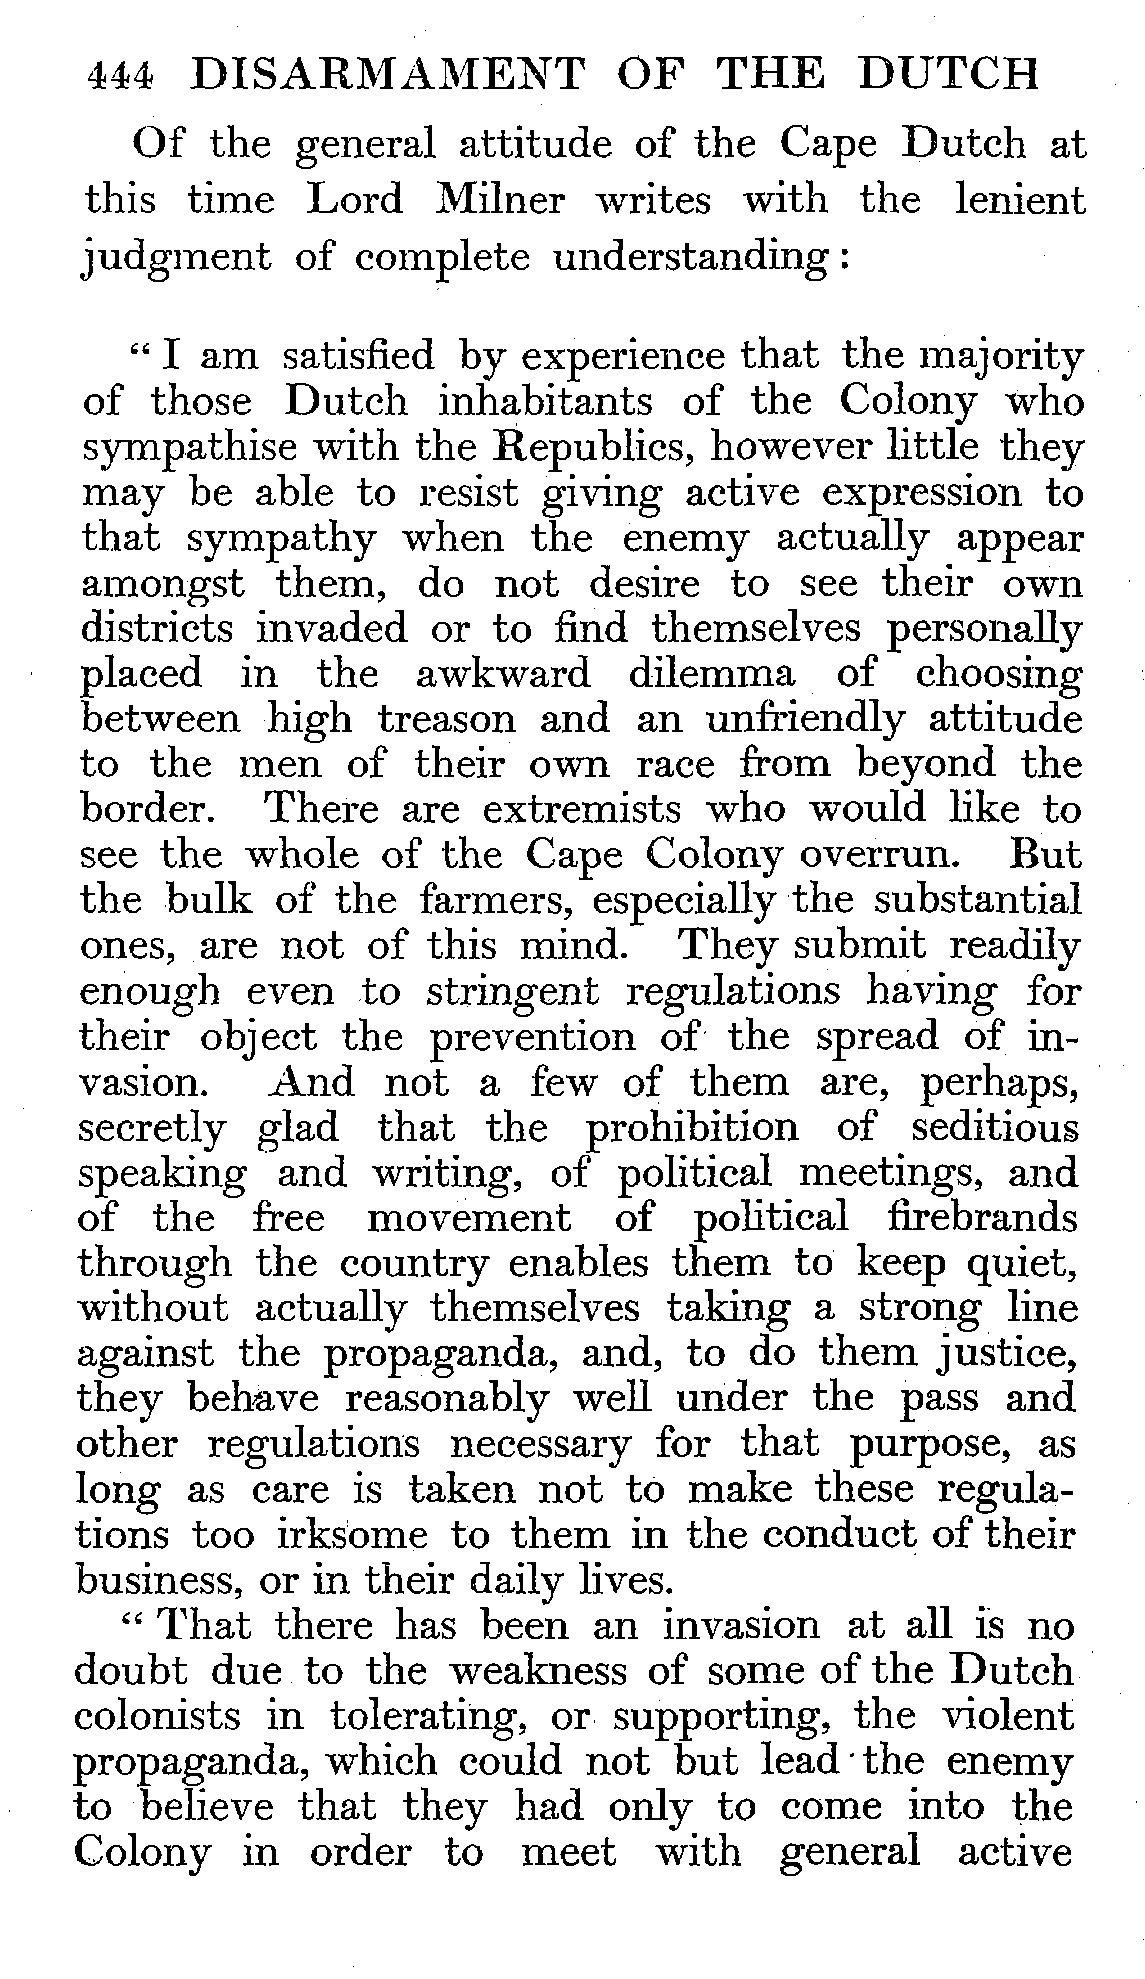 444 DISARMAMENT OF THE DUTCH
Of the general attitude of the Cape Dutch at
this time Lord Milner writes with the lenient
judgment of complete understanding :
“ I am satisfied by experience that the majority
of those Dutch inhabitants of the Colony who
sympathise with the Republics, however little they
may be able to resist giving active expression to
that sympathy when the enemy actually appear
amongst them, do not desire to see their own
districts invaded or to find themselves personally
placed in the awkward dilemma of choosing
between high treason and an unfriendly attitude
to the men of their own race from beyond the
border. There are extremists who would like to
see the whole of the Cape Colony overrun. But
the bulk of the farmers, especially the substantial
ones, are not of this mind. They submit readily
enough even to stringent regulations having for
their object the prevention of the spread of in-
vasion. And not a few of them are, perhaps,
secretly glad that the prohibition of seditious
speaking and writing, of political meetings, and
of the free movement of political firebrands
through the country enables them to keep quiet,
without actually themselves taking a strong line
against the propaganda, and, to do them justice,
they behave reasonably well under the pass and
other regulations necessary for that purpose, as
long as care is taken not to make these regula-
tions too irksome to them in the conduct of their
business, or in their daily lives.
“ That there has been an invasion at all is no
doubt due to the weakness of some of the Dutch
colonists in tolerating, or supporting, the violent
propaganda, which could not but lead the enemy
to believe that they had only to come into the
Colony in order to meet with general active